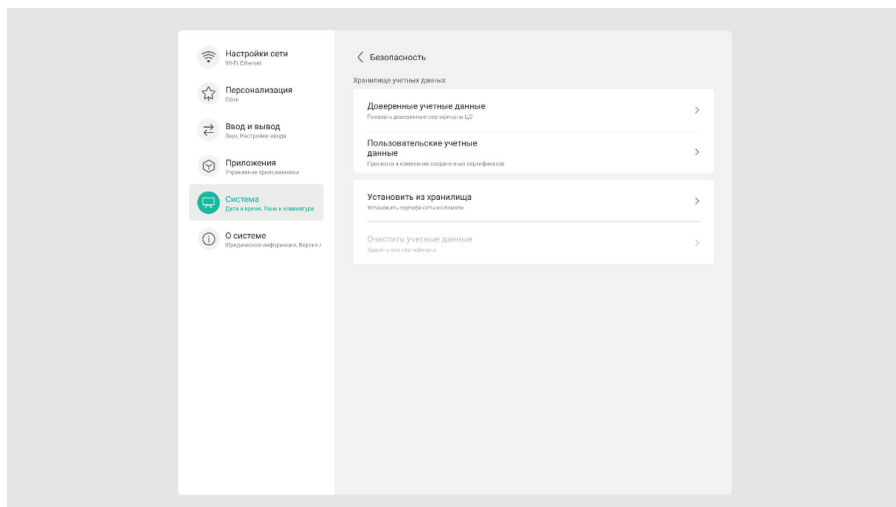 Настройки сети
Wi-Fi, Ethernet
Персонализация
Обои
Ввод и вывод
Звук, Настройки ввода
Приложения
Управление приложениями
Система
Дата и время, Язык и клавиатура
О системе
Юридическая информация, Версия
Безопасность
Хранилище учетных данных
Доверенные учетные данные
Показать доверенные сертификаты ЦС
Пользовательские учетные
данные
Просмотр и изменение сохраненных сертификатов
Установить из хранилища
Установить сертификаты из памяти
Очистить учетные данные
Удалить все сертификаты